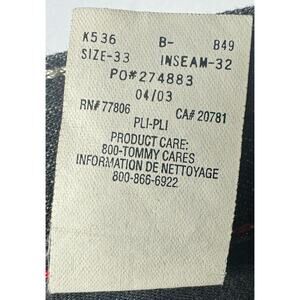 K536 B- B49
SIZE-33 INSEAM-32
PO#274883
04/03
RN# 77806 CA# 20781
PLI-PLI
PRODUCT CARE:
800-TOMMY CARES
INFORMATION DE NETTOYAGE
800-866-6922